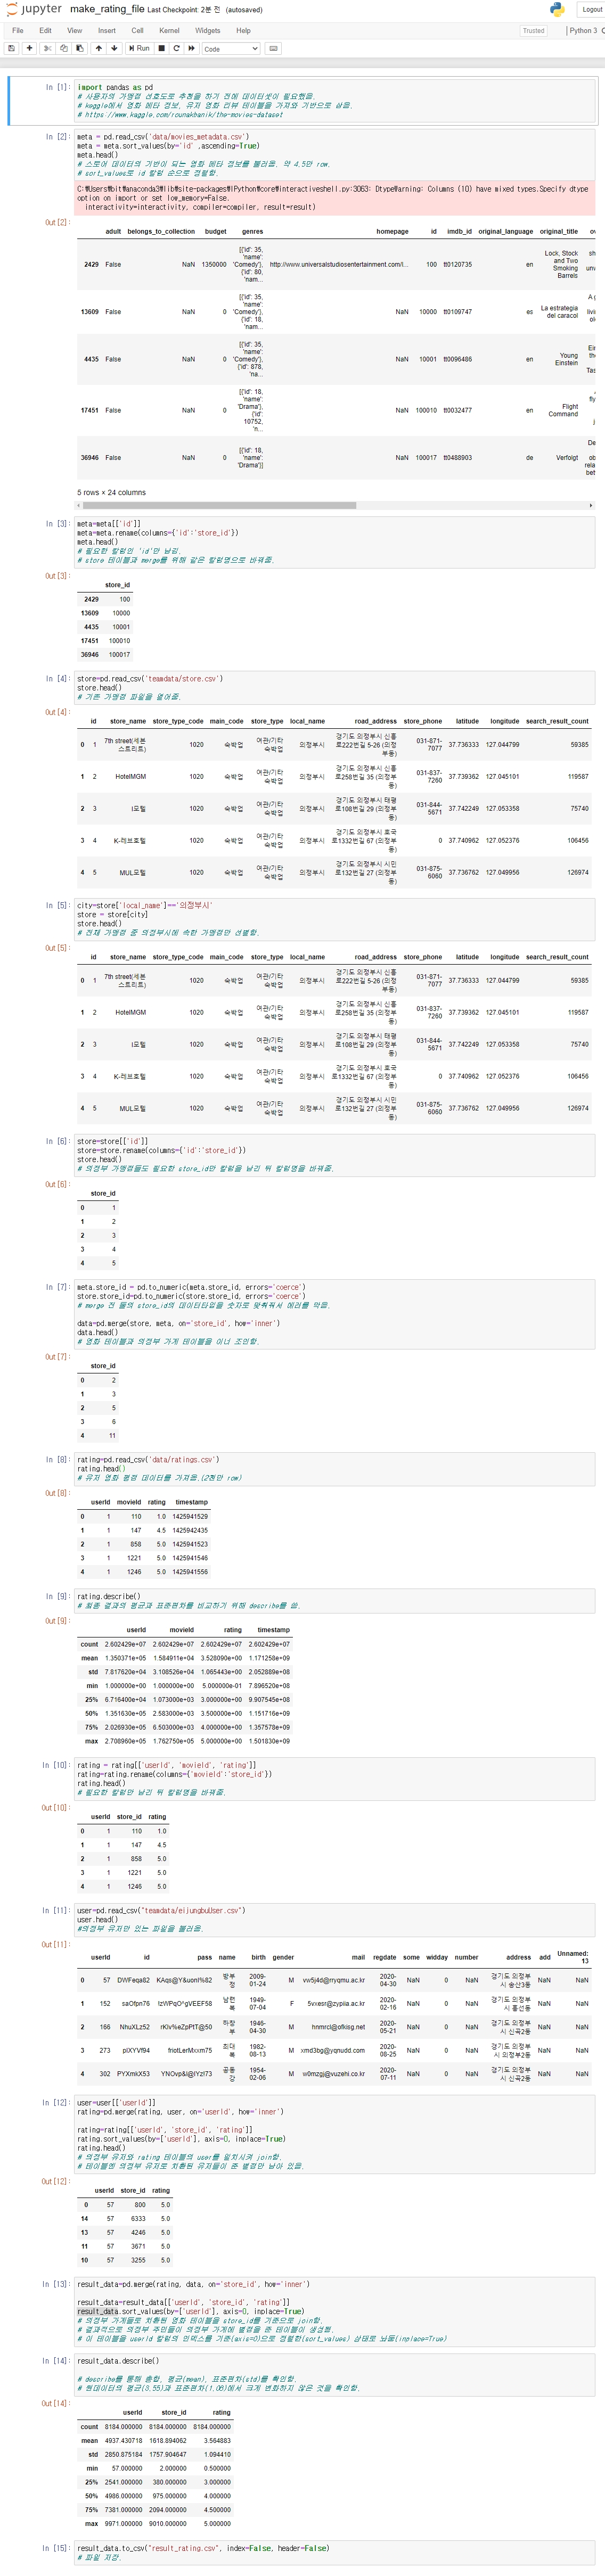 jupyter make_rating_file Last Checkpoint: 2분 전 (autosaved)
Logout
File Edit View Insert Cell Kernel Widgets Help
Trusted
Python 3
Run
Code
In [1]:
import pandas as pd
# 사용자의 가맹점 선호도로 추천을 하기 전에 데이터셋이 필요했음.
# keggle에서 영화 메타 정보, 유저 영화 리뷰 테이블을 가져와 기반으로 삼음.
# https://www.kaggle.com/rounakbanik/the-movies-dataset
In [2]:
meta = pd.read_csv('data/movies_metadata.csv')
meta = meta.sort_values(by='id' ,ascending=True)
meta.head()
# 스토어 데이터의 기반이 되는 영화 메타 정보를 불러옴. 약 4.5만 row.
# sort_values로 id 칼럼 순으로 정렬함.
C:₩Users₩bit₩anaconda3₩lib₩site-packages₩IPython₩core₩interactiveshell.py:3063: DtypeWarning: Columns (10) have mixed types.Specify dtype
option on import or set low_memory=False.
interactivity=interactivity, compiler=compiler, result=result)
Out[2]:
adult belongs_to_collection budget genres homepage id imdb_id original_language original_title
2429 False NaN 1350000 [{'id': 35, 'name': 'Comedy'}, {'id': 80, 'nam... http://www.universalstudiosentertainment.com/l... 100 tt0120735 en Lock, Stock and Two Smoking Barrels
13609 False NaN 0 [{'id': 35, 'name': 'Comedy'}, {'id': 18, 'nam... NaN 10000 tt0109747 es La estrategia del caracol
4435 False NaN 0 [{'id': 35, 'name': 'Comedy'}, {'id': 878, 'na... NaN 10001 tt0096486 en Young Einstein
17451 False NaN 0 [{'id': 18, 'name': 'Drama'}, {'id': 10752, 'n... NaN 100010 tt0032477 en Flight Command
36946 False NaN 0 [{'id': 18, 'name': 'Drama'}] NaN 100017 tt0488903 de Verfolgt
5 rows × 24 columns
In [3]:
meta=meta[['id']]
meta=meta.rename(columns={'id':'store_id'})
meta.head()
# 필요한 칼럼인 'id'만 남김.
# store 테이블과 merge를 위해 같은 칼럼명으로 바꿔줌.
Out[3]:
store_id
2429 100
13609 10000
4435 10001
17451 100010
36946 100017
In [4]:
store=pd.read_csv('teamdata/store.csv')
store.head()
# 기존 가맹점 파일을 열어줌.
Out[4]:
id store_name store_type_code main_code store_type local_name road_address store_phone latitude longitude search_result_count
0 1 7th street(세븐스트리트) 1020 숙박업 여관/기타숙박업 의정부시 경기도 의정부시 신흥로222번길 5-26 (의정부동) 031-871-7077 37.736333 127.044799 59385
1 2 HotelMGM 1020 숙박업 여관/기타숙박업 의정부시 경기도 의정부시 신흥로258번길 35 (의정부동) 031-837-7260 37.739362 127.045101 119587
2 3 I모텔 1020 숙박업 여관/기타숙박업 의정부시 경기도 의정부시 태평로108번길 29 (의정부동) 031-844-5671 37.742249 127.053358 75740
3 4 K-러브호텔 1020 숙박업 여관/기타숙박업 의정부시 경기도 의정부시 호국로1332번길 67 (의정부동) 0 37.740962 127.052376 106456
4 5 MUL모텔 1020 숙박업 여관/기타숙박업 의정부시 경기도 의정부시 시민로132번길 27 (의정부동) 031-875-6060 37.736762 127.049956 126974
In [5]:
city=store['local_name']=='의정부시'
store = store[city]
store.head()
# 전체 가맹점 중 의정부시에 속한 가맹점만 선별함.
Out[5]:
id store_name store_type_code main_code store_type local_name road_address store_phone latitude longitude search_result_count
0 1 7th street(세븐스트리트) 1020 숙박업 여관/기타숙박업 의정부시 경기도 의정부시 신흥로222번길 5-26 (의정부동) 031-871-7077 37.736333 127.044799 59385
1 2 HotelMGM 1020 숙박업 여관/기타숙박업 의정부시 경기도 의정부시 신흥로258번길 35 (의정부동) 031-837-7260 37.739362 127.045101 119587
2 3 I모텔 1020 숙박업 여관/기타숙박업 의정부시 경기도 의정부시 태평로108번길 29 (의정부동) 031-844-5671 37.742249 127.053358 75740
3 4 K-러브호텔 1020 숙박업 여관/기타숙박업 의정부시 경기도 의정부시 호국로1332번길 67 (의정부동) 0 37.740962 127.052376 106456
4 5 MUL모텔 1020 숙박업 여관/기타숙박업 의정부시 경기도 의정부시 시민로132번길 27 (의정부동) 031-875-6060 37.736762 127.049956 126974
In [6]:
store=store[['id']]
store=store.rename(columns={'id':'store_id'})
store.head()
# 의정부 가맹점들도 필요한 store_id만 칼럼을 남긴 뒤 칼럼명을 바꿔줌.
Out[6]:
store_id
0 1
1 2
2 3
3 4
4 5
In [7]:
meta.store_id = pd.to_numeric(meta.store_id, errors='coerce')
store.store_id=pd.to_numeric(store.store_id, errors='coerce')
# merge 전 둘의 store_id의 데이터타입을 숫자로 맞춰줘서 에러를 막음.
data=pd.merge(store, meta, on='store_id', how='inner')
data.head()
# 영화 테이블과 의정부 가게 테이블을 이너 조인함.
Out[7]:
store_id
0 2
1 3
2 5
3 6
4 11
In [8]:
rating=pd.read_csv('data/ratings.csv')
rating.head()
# 유저 영화 평점 데이터를 가져옴.(2천만 row)
Out[8]:
userId movieId rating timestamp
0 1 110 1.0 1425941529
1 1 147 4.5 1425942435
2 1 858 5.0 1425941523
3 1 1221 5.0 1425941546
4 1 1246 5.0 1425941556
In [9]:
rating.describe()
# 최종 결과의 평균과 표준편차를 비교하기 위해 describe를 씀.
Out[9]:
userId movieId rating timestamp
count 2.602429e+07 2.602429e+07 2.602429e+07 2.602429e+07
mean 1.350371e+05 1.584911e+04 3.528090e+00 1.171258e+09
std 7.817620e+04 3.108526e+04 1.065443e+00 2.052889e+08
min 1.000000e+00 1.000000e+00 5.000000e-01 7.896520e+08
25% 6.716400e+04 1.073000e+03 3.000000e+00 9.907545e+08
50% 1.351630e+05 2.583000e+03 3.500000e+00 1.151716e+09
75% 2.026930e+05 6.503000e+03 4.000000e+00 1.357578e+09
max 2.708960e+05 1.762750e+05 5.000000e+00 1.501830e+09
In [10]:
rating = rating[['userId', 'movieId', 'rating']]
rating=rating.rename(columns={'movieId':'store_id'})
rating.head()
# 필요한 칼럼만 남긴 뒤 칼럼명을 바꿔줌.
Out[10]:
userId store_id rating
0 1 110 1.0
1 1 147 4.5
2 1 858 5.0
3 1 1221 5.0
4 1 1246 5.0
In [11]:
user=pd.read_csv("teamdata/eijungbuUser.csv")
user.head()
#의정부 유저만 있는 파일을 불러옴.
Out[11]:
userId id pass name birth gender mail regdate some widday number address add Unnamed: 13
0 57 DWFeqa82 KAqs@Y&uonI%82 방부정 2009-01-24 M vw5j4d@rryqmu.ac.kr 2020-04-30 NaN 0 NaN 경기도 의정부시 송산3동 NaN NaN
1 152 saOfpn76 !zWPqO^gVEEF58 남련복 1949-07-04 F 5vxesr@zypiia.ac.kr 2020-02-16 NaN 0 NaN 경기도 의정부시 흥선동 NaN NaN
2 166 NhuXLz52 rKlv%eZpPtT@50 하창부 1946-04-30 M hnmrcl@ofkisg.net 2020-05-21 NaN 0 NaN 경기도 의정부시 신곡2동 NaN NaN
3 273 pIXYVf94 friotLerMxxm75 최대복 1982-08-13 M xmd3bg@yqnudd.com 2020-08-25 NaN 0 NaN 경기도 의정부시 의정부2동 NaN NaN
4 302 PYXmkX53 YNOvp&I@IYzI73 공동강 1954-02-06 M w0mzgj@vuzehi.co.kr 2020-07-11 NaN 0 NaN 경기도 의정부시 신곡2동 NaN NaN
In [12]:
user=user[['userId']]
rating=pd.merge(rating, user, on='userId', how='inner')
rating=rating[['userId', 'store_id', 'rating']]
rating.sort_values(by=['userId'], axis=0, inplace=True)
rating.head()
# 의정부 유저와 rating 테이블의 user를 일치시켜 join함.
# 테이블엔 의정부 유저로 치환된 유저들이 준 별점만 남아 있음.
Out[12]:
userId store_id rating
0 57 800 5.0
14 57 6333 5.0
13 57 4246 5.0
11 57 3671 5.0
10 57 3255 5.0
In [13]:
result_data=pd.merge(rating, data, on='store_id', how='inner')
result_data=result_data[['userId', 'store_id', 'rating']]
result_data.sort_values(by=['userId'], axis=0, inplace=True)
# 의정부 가게들로 치환된 영화 테이블을 store_id를 기준으로 join함.
# 결과적으로 의정부 주민들이 의정부 가게에 별점을 준 테이블이 생성됨.
# 이 테이블을 userId 칼럼의 인덱스를 기준(axis=0)으로 정렬한(sort_values) 상태로 놔둠(inplace=True)
In [14]:
result_data.describe()
# describe를 통해 총합, 평균(mean), 표준편차(std)를 확인함.
# 원데이터의 평균(3.55)과 표준편차(1.06)에서 크게 변화하지 않은 것을 확인함.
Out[14]:
userId store_id rating
count 8184.000000 8184.000000 8184.000000
mean 4937.430718 1618.894062 3.564883
std 2850.875184 1757.904647 1.094410
min 57.000000 2.000000 0.500000
25% 2541.000000 380.000000 3.000000
50% 4986.000000 975.000000 4.000000
75% 7381.000000 2094.000000 4.500000
max 9971.000000 9010.000000 5.000000
In [15]:
result_data.to_csv("result_rating.csv", index=False, header=False)
# 파일 저장.